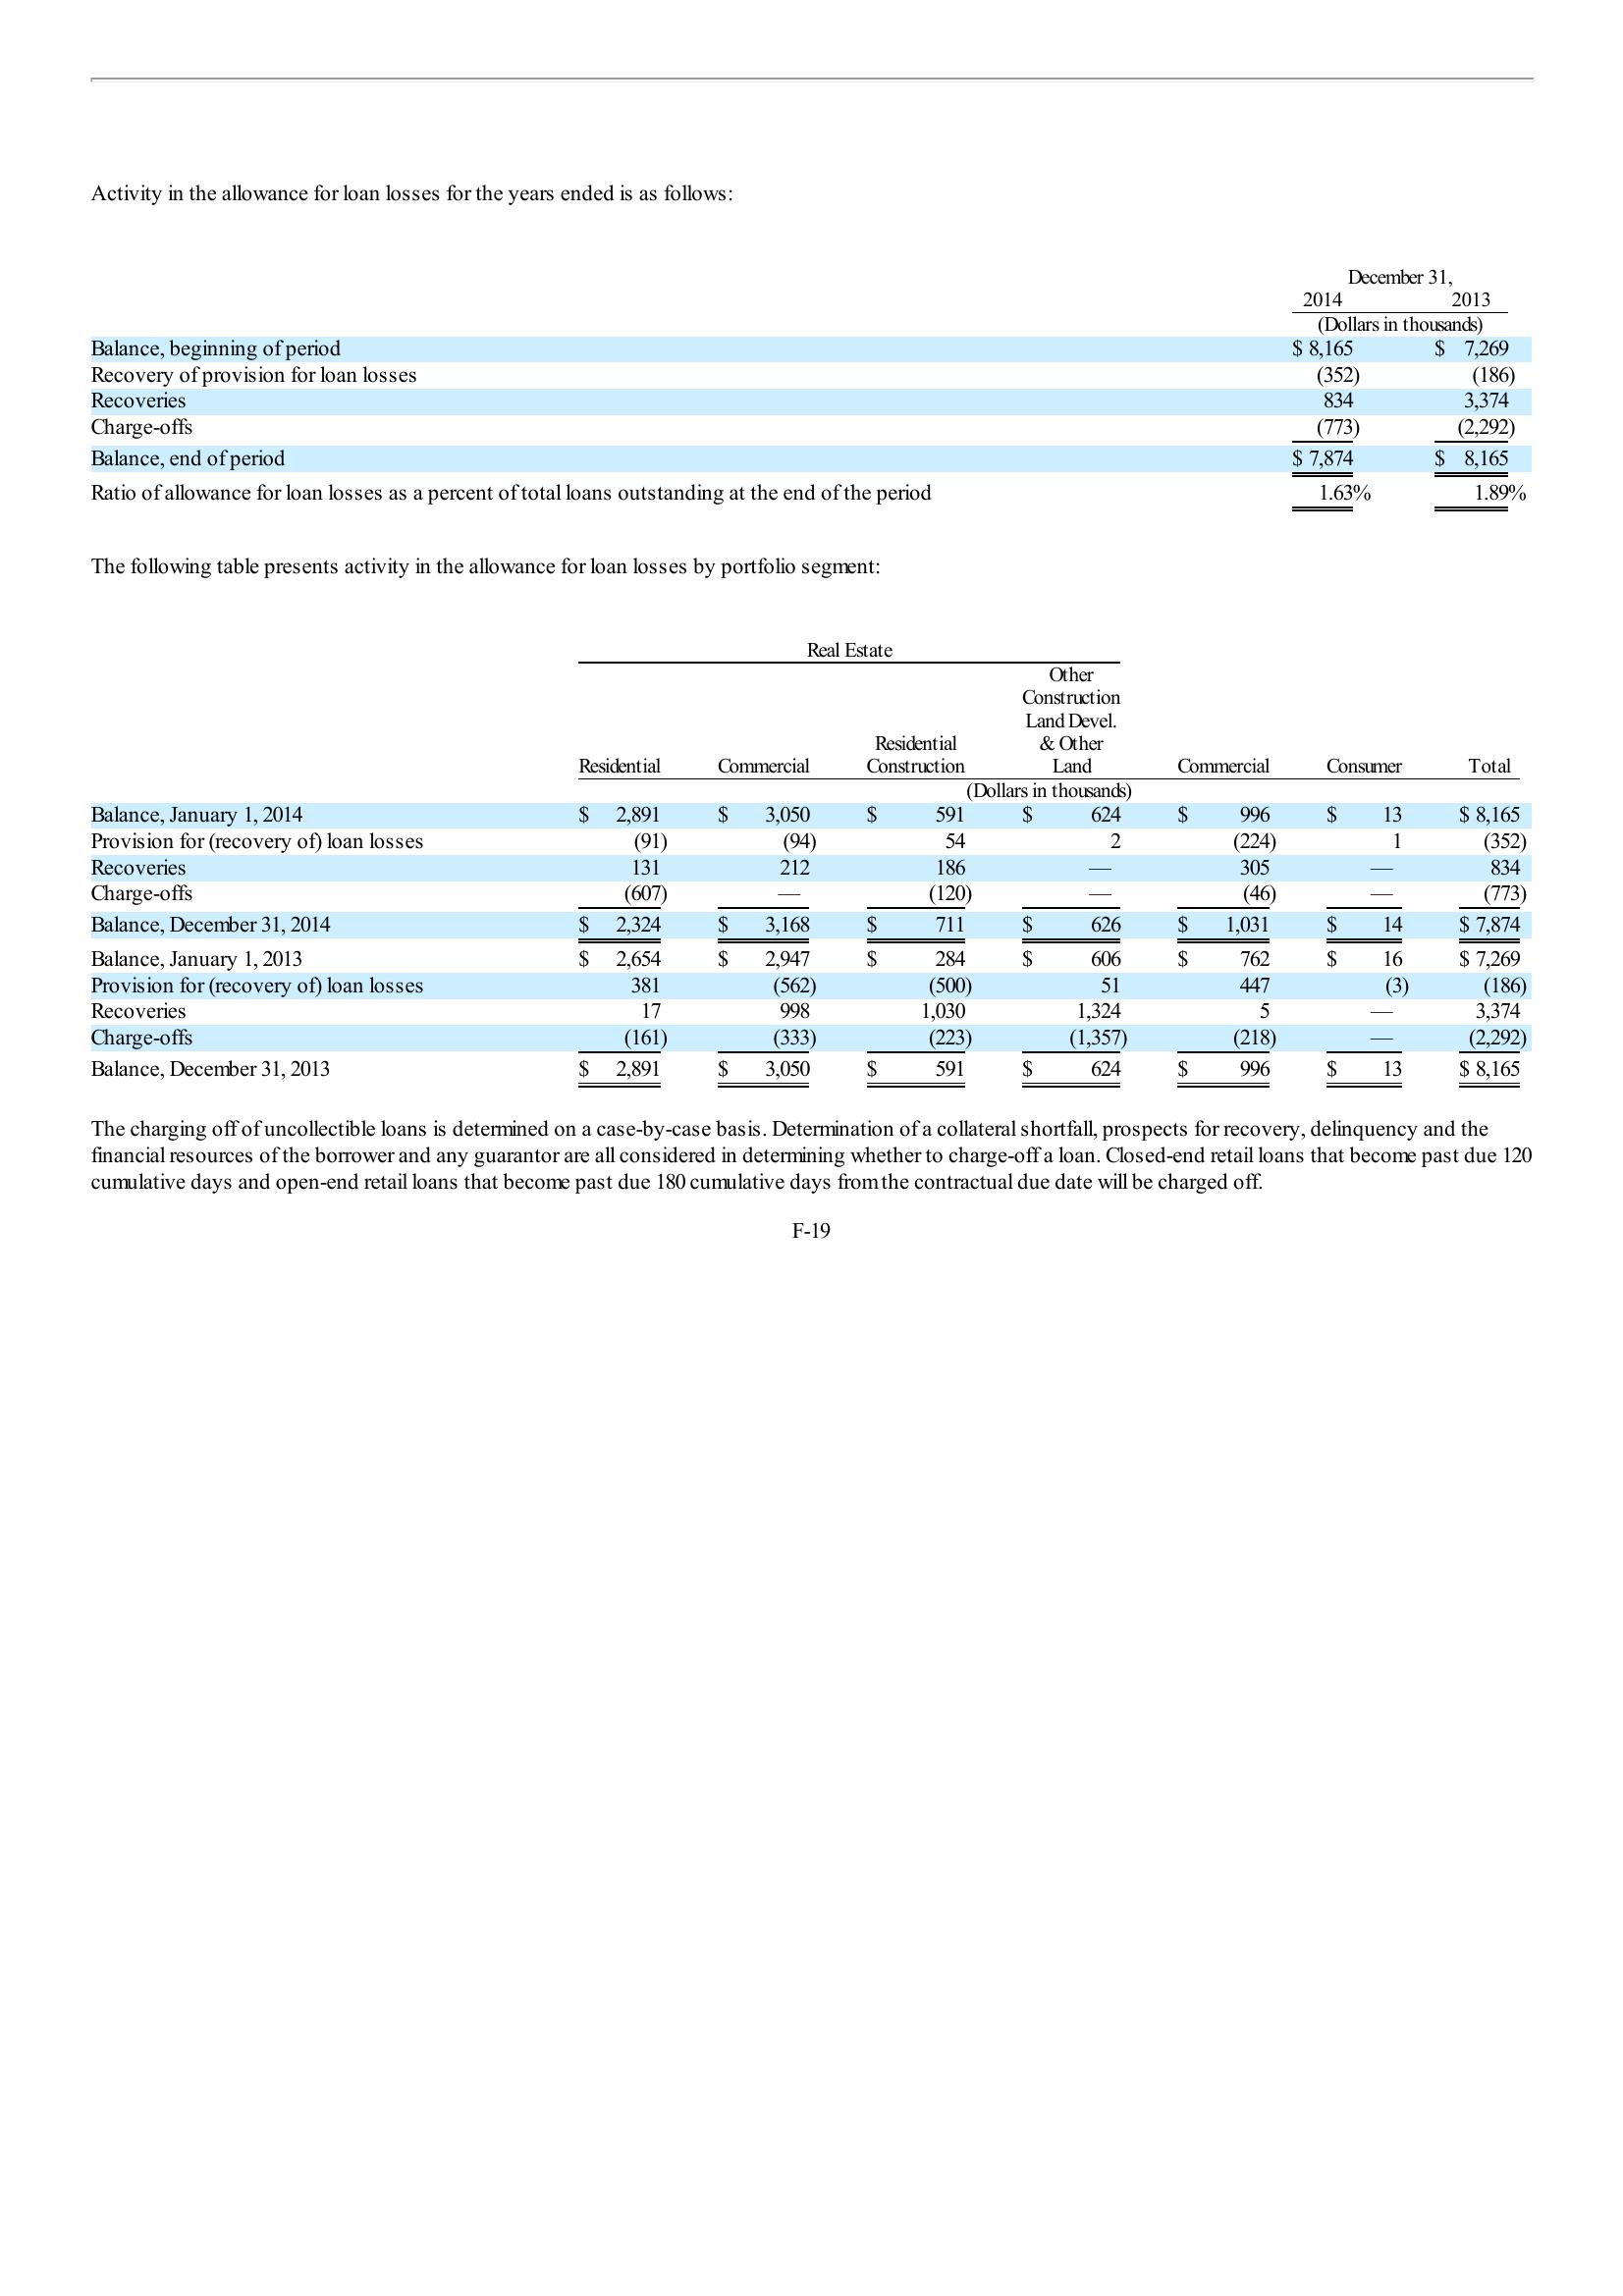 Activity in the allowance for loan losses for the years ended is as follows:
December 31,
2014 2013
(Dollars in thousands)
Balance, beginning of period $ 8,165 $ 7,269
Recovery of provision for loan losses (352) (186)
Recoveries 834 3,374
Charge-offs (773) (2,292)
Balance, end of period $ 7,874 $ 8,165
Ratio of allowance for loan losses as a percent of total loans outstanding at the end of the period 1.63% 1.89%
The following table presents activity in the allowance for loan losses by portfolio segment:
Real Estate
Other
Construction
Land Devel.
Residential & Other
Residential Commercial Construction Land Commercial Consumer Total
(Dollars in thousands)
Balance, January 1, 2014 $ 2,891 $ 3,050 $ 591 $ 624 $ 996 $ 13 $ 8,165
Provision for (recovery of) loan losses (91) (94) 54 2 (224) 1 (352)
Recoveries 131 212 186 — 305 — 834
Charge-offs (607) — (120) — (46) — (773)
Balance, December 31, 2014 $ 2,324 $ 3,168 $ 711 $ 626 $ 1,031 $ 14 $ 7,874
Balance, January 1, 2013 $ 2,654 $ 2,947 $ 284 $ 606 $ 762 $ 16 $ 7,269
Provision for (recovery of) loan losses 381 (562) (500) 51 447 (3) (186)
Recoveries 17 998 1,030 1,324 5 — 3,374
Charge-offs (161) (333) (223) (1,357) (218) — (2,292)
Balance, December 31, 2013 $ 2,891 $ 3,050 $ 591 $ 624 $ 996 $ 13 $ 8,165
The charging off of uncollectible loans is determined on a case-by-case basis. Determination of a collateral shortfall, prospects for recovery, delinquency and the
financial resources of the borrower and any guarantor are all considered in determining whether to charge-off a loan. Closed-end retail loans that become past due 120
cumulative days and open-end retail loans that become past due 180 cumulative days from the contractual due date will be charged off.
F-19